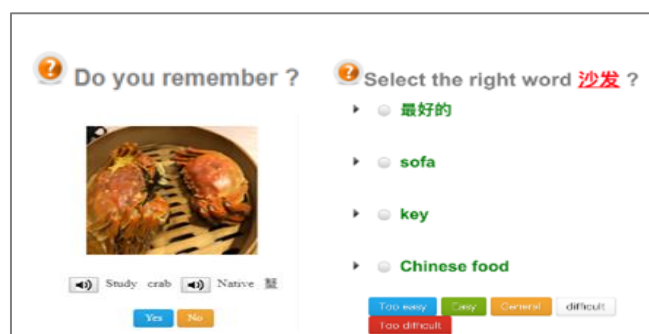 Do you remember ?
Study crab Native 蟹
Yes No
Select the right word 沙发 ?
最好的
sofa
key
Chinese food
Too easy Easy General difficult
Too difficult